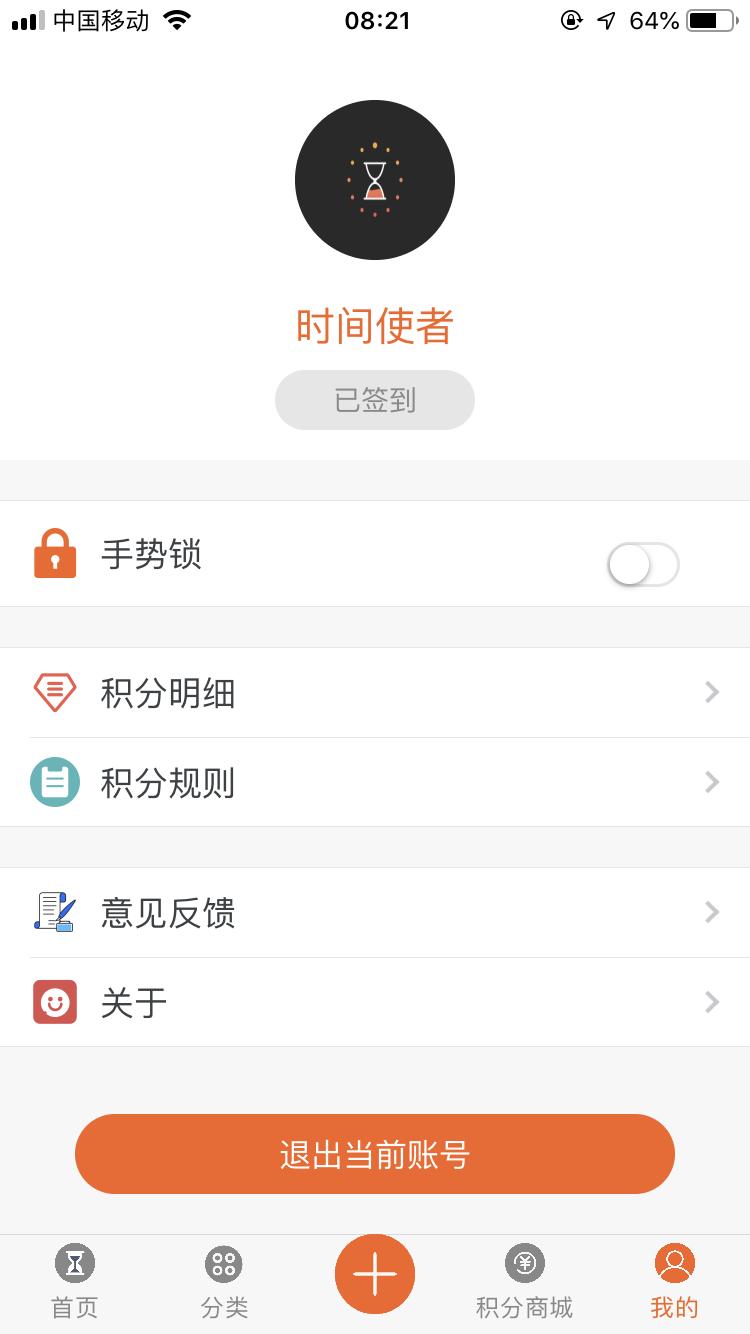 中国移动 08:21 64%
时间使者
已签到
手势锁
积分明细
积分规则
意见反馈
关于
退出当前账号
首页 分类 积分商城 我的